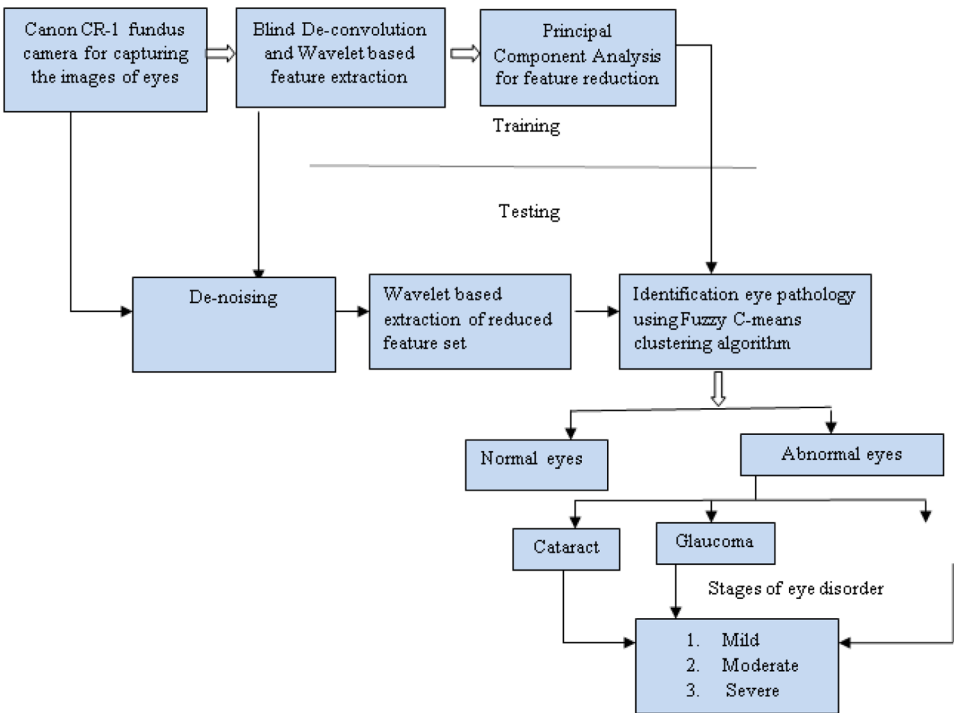 Canon CR-1 fundus
camera for capturing
the images of eyes
Blind De-convolution
and Wavelet based
feature extraction
Principal
Component Analysis
for feature reduction
Training
Testing
De-noising
Wavelet based
extraction of reduced
feature set
Identification eye pathology
using Fuzzy C-means
clustering algorithm
Normal eyes
Abnormal eyes
Cataract
Glaucoma
Stages of eye disorder
1. Mild
2. Moderate
3. Severe